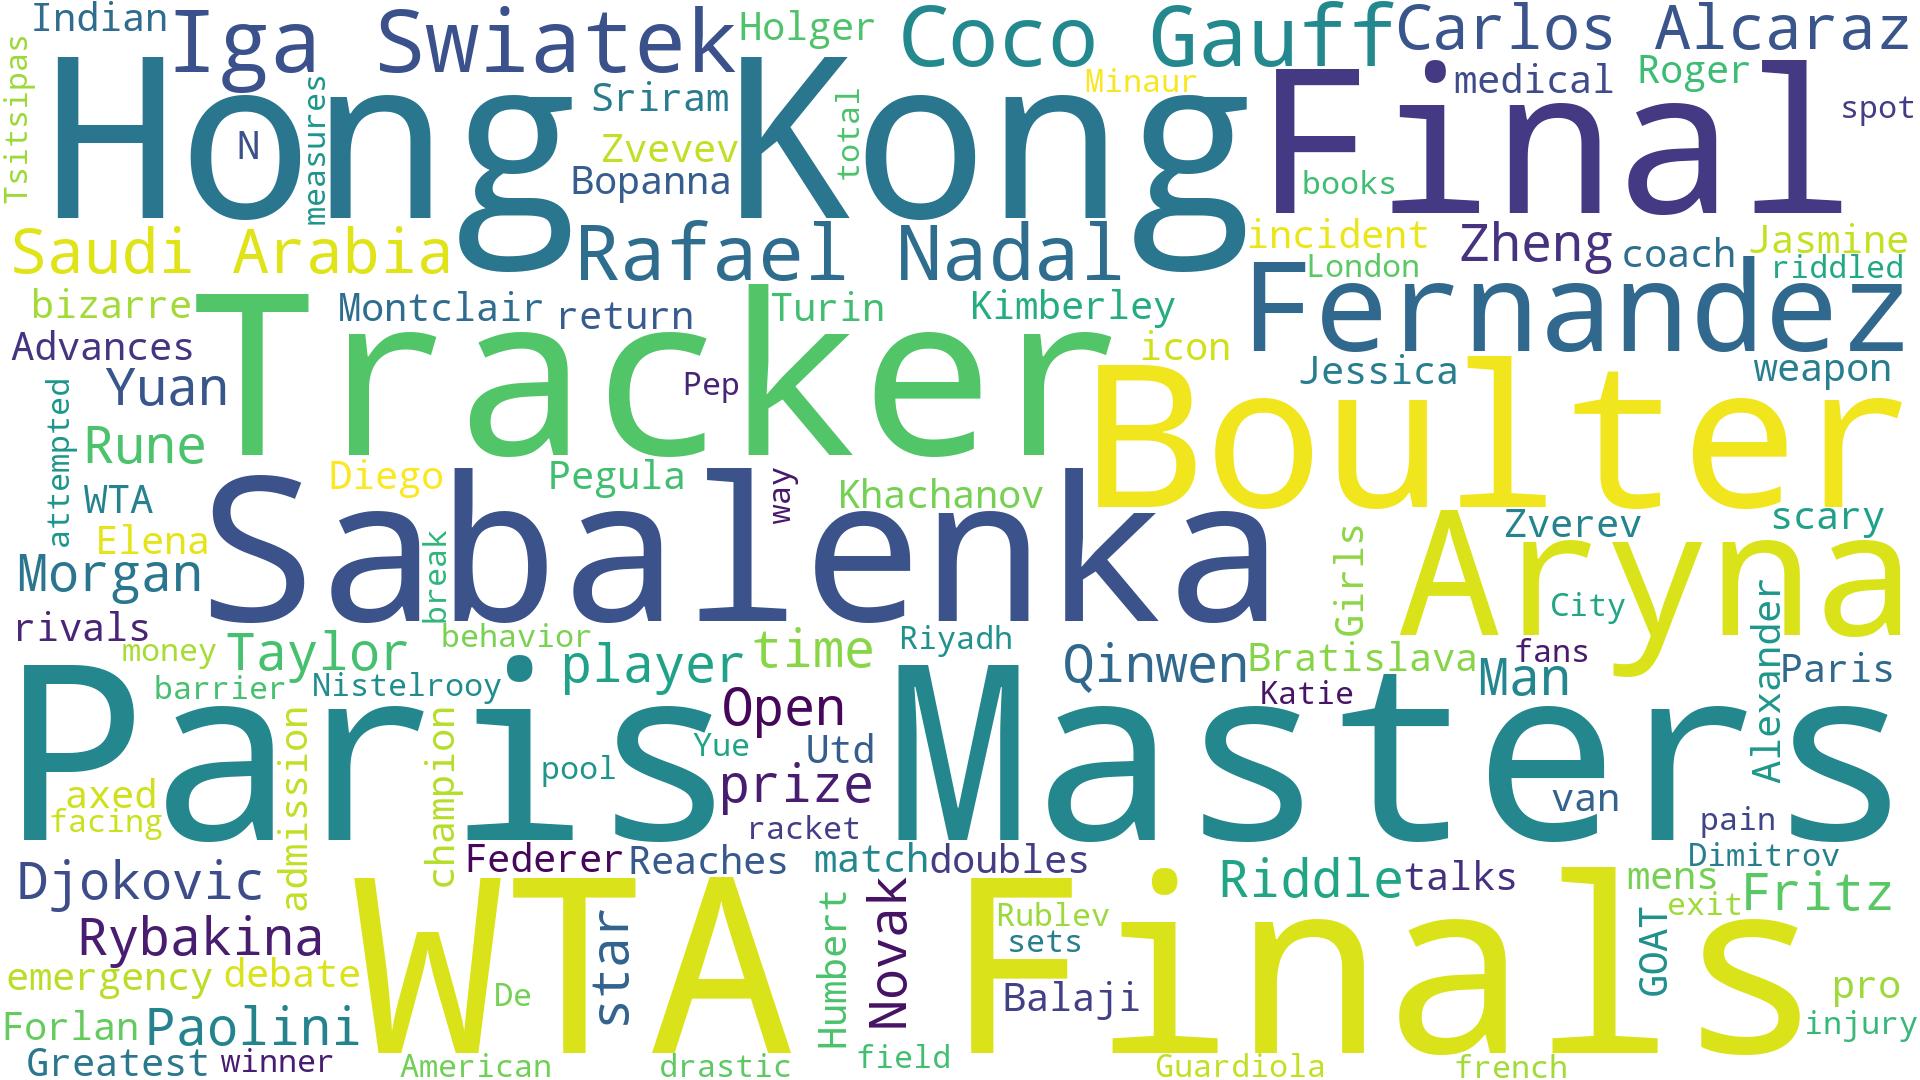 Indian
Iga Swiatek
Holger
Coco Gauff
Carlos Alcaraz
Tsitsipas
Hong Kong
N
measures
Sriram
Zvevev
Bopanna
total
Minaur
Final
medical
Roger
spot
books
Saudi Arabia
Rafael Nadal
incident
London
Zheng
coach
Jasmine
riddled
bizarre
Tracker
Montclair
return
Turin
Kimberley
Fernandez
Advances
Yuan
Pep
icon
Jessica
weapon
attempted
Rune
Boulter
WTA
Diego
Pegula
way
Khachanov
Elena
Sabalenka
break
Girls
Aryna
Zverev
scary
Morgan
City
Alexander
rivals
money
Taylor
behavior
player
time
Riyadh
Qinwen
Bratislava
fans
Man
Paris
barrier
Nistelrooy
Katie
Paris Masters
Open
Yue
Utd
pool
prize
racket
axed
facing
admission
champion
van
pain
Dimitrov
Djokovic
Federer
Reaches
match
doubles
Riddle
talks
mens
exit
Fritz
Rybakina
WTA Finals
star
Humbert
Novak
Rublev
sets
GOAT
emergency
debate
De
Balaji
pro
injury
Forlan
Paolini
Greatest
winner
American
drastic
field
Guardiola
french